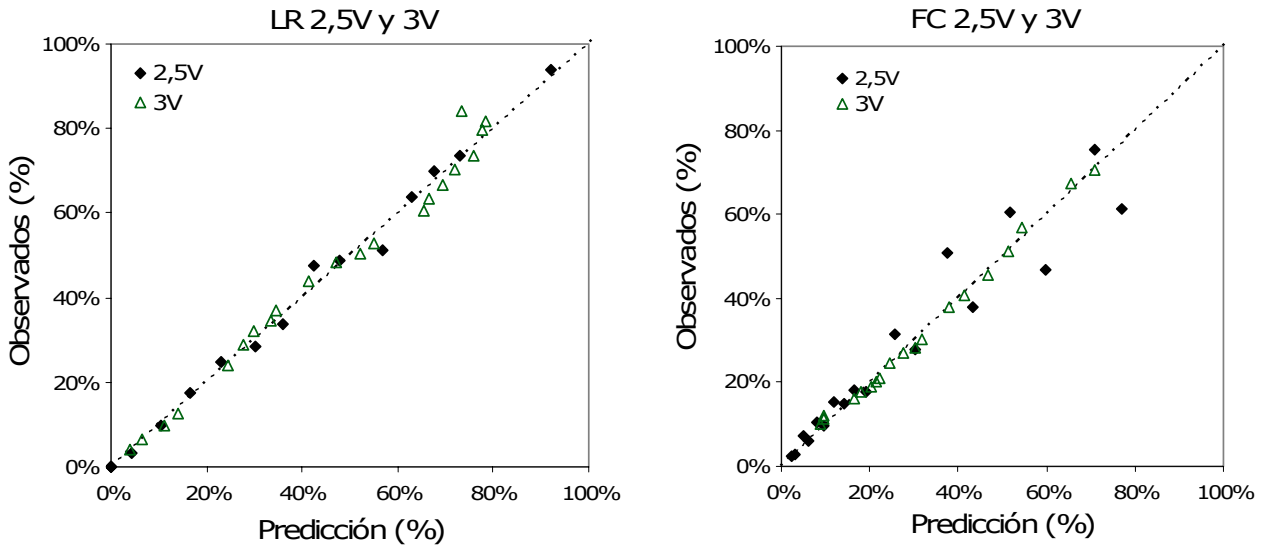 LR 2,5V y 3V
Observados (%)
100%
80%
60%
40%
20%
0%
2,5V
3V
0%
20%
40%
60%
80%
100%
Predicción (%)
FC 2,5V y 3V
Observados (%)
100%
80%
60%
40%
20%
0%
2,5V
3V
0%
20%
40%
60%
80%
100%
Predicción (%)